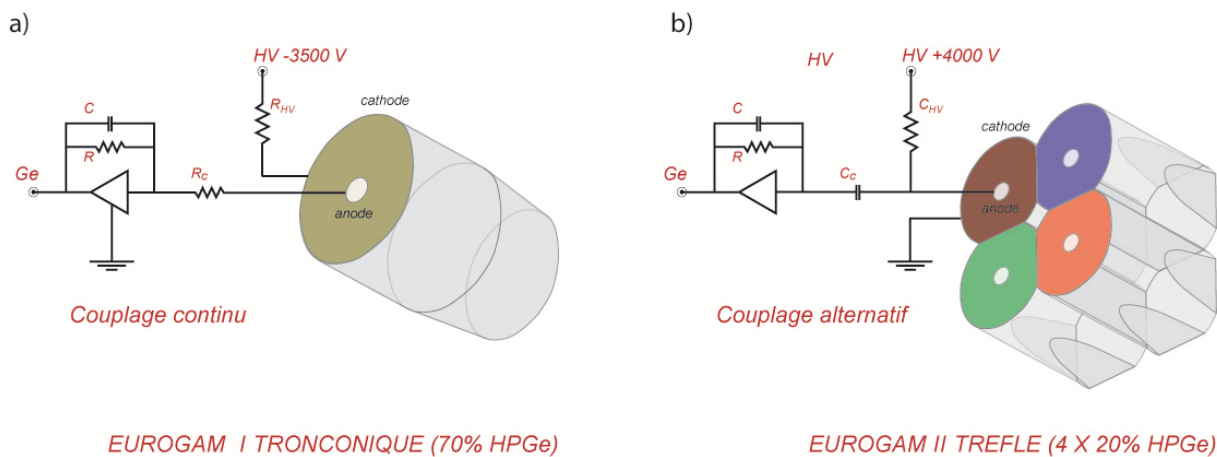 a)
HV -3500 V
R_HV
cathode
C
R
Ge
R_c
anode
Couplage continu
EUROGAM I TRONCONIQUE (70% HPGe)
b)
HV
HV +4000 V
C_HV
cathode
C
R
Ge
C_c
anode
Couplage alternatif
EUROGAM II TREFLE (4 X 20% HPGe)